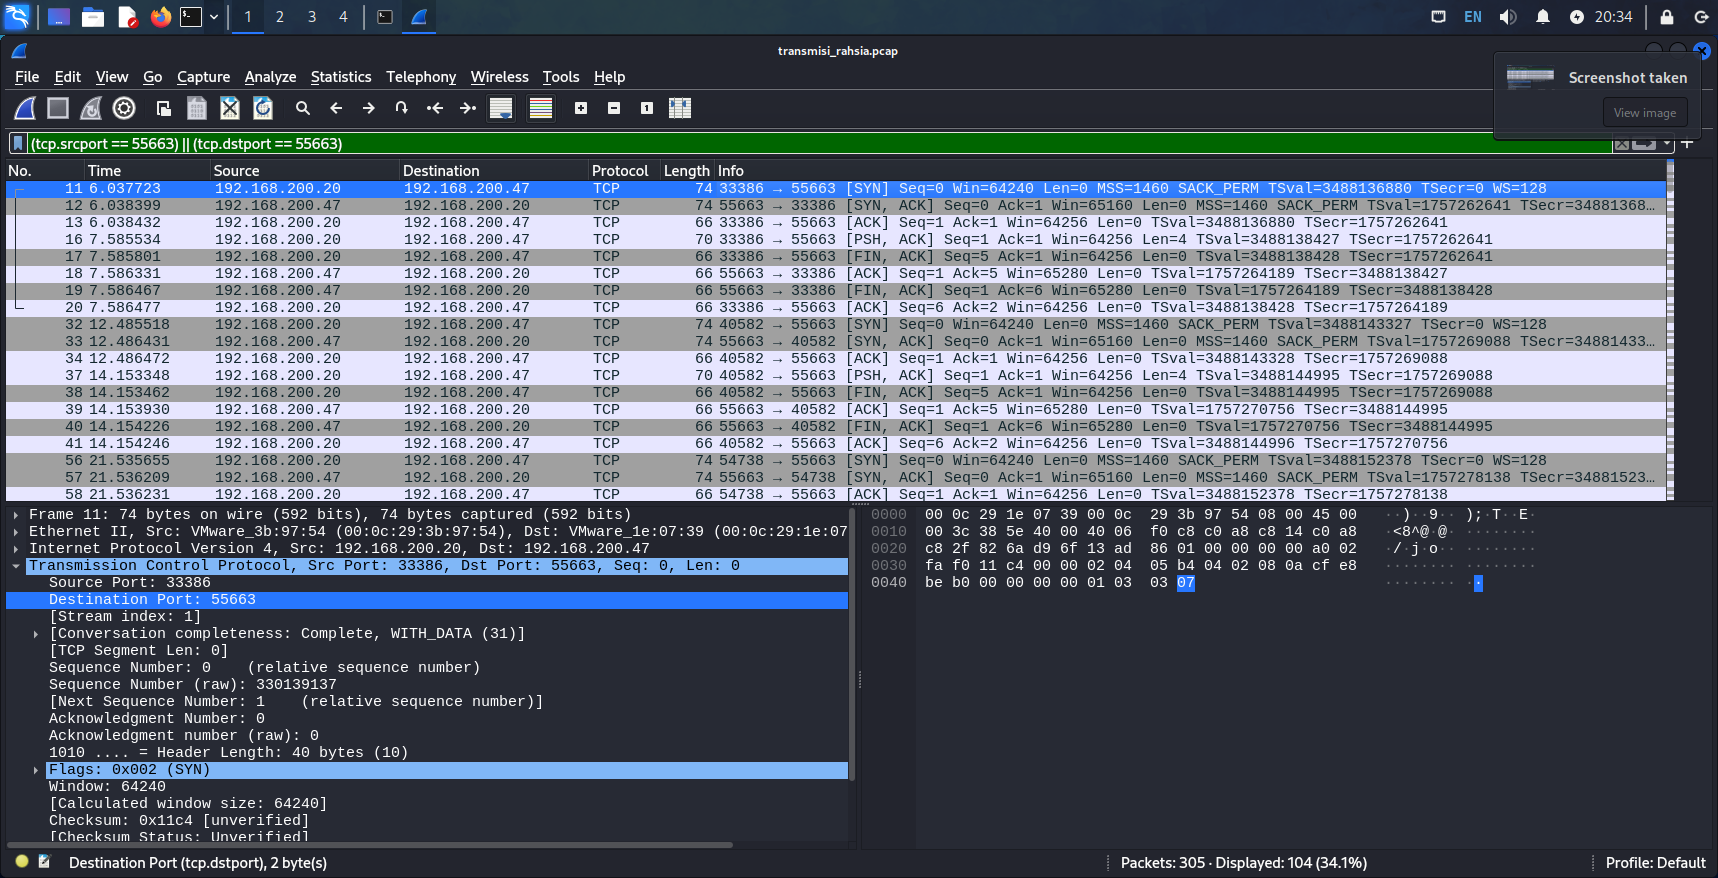 1 2 3 4 EN 20:34
transmisi_rahsia.pcap
File Edit View Go Capture Analyze Statistics Telephony Wireless Tools Help
Screenshot taken
View image
(tcp.srcport == 55663) || (tcp.dstport == 55663)
No. Time Source Destination Protocol Length Info
11 6.037723 192.168.200.20 192.168.200.47 TCP 74 33386 → 55663 [SYN] Seq=0 Win=64240 Len=0 MSS=1460 SACK_PERM TSval=3488136880 TSecr=0 WS=128
12 6.038399 192.168.200.47 192.168.200.20 TCP 74 55663 → 33386 [SYN, ACK] Seq=0 Ack=1 Win=65160 Len=0 MSS=1460 SACK_PERM TSval=1757262641 TSecr=34881368…
13 6.038432 192.168.200.20 192.168.200.47 TCP 66 33386 → 55663 [ACK] Seq=1 Ack=1 Win=64256 Len=0 TSval=3488136880 TSecr=1757262641
16 7.585534 192.168.200.20 192.168.200.47 TCP 70 33386 → 55663 [PSH, ACK] Seq=1 Ack=1 Win=64256 Len=4 TSval=3488138427 TSecr=1757262641
17 7.585801 192.168.200.20 192.168.200.47 TCP 66 33386 → 55663 [FIN, ACK] Seq=5 Ack=1 Win=64256 Len=0 TSval=3488138428 TSecr=1757262641
18 7.586331 192.168.200.47 192.168.200.20 TCP 66 55663 → 33386 [ACK] Seq=1 Ack=5 Win=65280 Len=0 TSval=1757264189 TSecr=3488138427
19 7.586467 192.168.200.47 192.168.200.20 TCP 66 55663 → 33386 [FIN, ACK] Seq=1 Ack=6 Win=65280 Len=0 TSval=1757264189 TSecr=3488138428
20 7.586477 192.168.200.20 192.168.200.47 TCP 66 33386 → 55663 [ACK] Seq=6 Ack=2 Win=64256 Len=0 TSval=3488138428 TSecr=1757264189
32 12.485518 192.168.200.20 192.168.200.47 TCP 74 40582 → 55663 [SYN] Seq=0 Win=64240 Len=0 MSS=1460 SACK_PERM TSval=3488143327 TSecr=0 WS=128
33 12.486431 192.168.200.47 192.168.200.20 TCP 74 55663 → 40582 [SYN, ACK] Seq=0 Ack=1 Win=65160 Len=0 MSS=1460 SACK_PERM TSval=1757269088 TSecr=34881433…
34 12.486472 192.168.200.20 192.168.200.47 TCP 66 40582 → 55663 [ACK] Seq=1 Ack=1 Win=64256 Len=0 TSval=3488143328 TSecr=1757269088
37 14.153348 192.168.200.20 192.168.200.47 TCP 70 40582 → 55663 [PSH, ACK] Seq=1 Ack=1 Win=64256 Len=4 TSval=3488144995 TSecr=1757269088
38 14.153462 192.168.200.20 192.168.200.47 TCP 66 40582 → 55663 [FIN, ACK] Seq=5 Ack=1 Win=64256 Len=0 TSval=3488144995 TSecr=1757269088
39 14.153930 192.168.200.47 192.168.200.20 TCP 66 55663 → 40582 [ACK] Seq=1 Ack=5 Win=65280 Len=0 TSval=1757270756 TSecr=3488144995
40 14.154226 192.168.200.47 192.168.200.20 TCP 66 55663 → 40582 [FIN, ACK] Seq=1 Ack=6 Win=65280 Len=0 TSval=1757270756 TSecr=3488144995
41 14.154246 192.168.200.20 192.168.200.47 TCP 66 40582 → 55663 [ACK] Seq=6 Ack=2 Win=64256 Len=0 TSval=3488144996 TSecr=1757270756
56 21.535655 192.168.200.20 192.168.200.47 TCP 74 54738 → 55663 [SYN] Seq=0 Win=64240 Len=0 MSS=1460 SACK_PERM TSval=3488152378 TSecr=0 WS=128
57 21.536209 192.168.200.47 192.168.200.20 TCP 74 55663 → 54738 [SYN, ACK] Seq=0 Ack=1 Win=65160 Len=0 MSS=1460 SACK_PERM TSval=1757278138 TSecr=34881523…
58 21.536231 192.168.200.20 192.168.200.47 TCP 66 54738 → 55663 [ACK] Seq=1 Ack=1 Win=64256 Len=0 TSval=3488152378 TSecr=1757278138
Frame 11: 74 bytes on wire (592 bits), 74 bytes captured (592 bits)
Ethernet II, Src: VMware_3b:97:54 (00:0c:29:3b:97:54), Dst: VMware_1e:07:39 (00:0c:29:1e:07
Internet Protocol Version 4, Src: 192.168.200.20, Dst: 192.168.200.47
Transmission Control Protocol, Src Port: 33386, Dst Port: 55663, Seq: 0, Len: 0
Source Port: 33386
Destination Port: 55663
[Stream index: 1]
[Conversation completeness: Complete, WITH_DATA (31)]
[TCP Segment Len: 0]
Sequence Number: 0 (relative sequence number)
Sequence Number (raw): 330139137
[Next Sequence Number: 1 (relative sequence number)]
Acknowledgment Number: 0
Acknowledgment number (raw): 0
1010 .... = Header Length: 40 bytes (10)
Flags: 0x002 (SYN)
Window: 64240
[Calculated window size: 64240]
Checksum: 0x11c4 [unverified]
[Checksum Status: Unverified]
0000 00 0c 29 1e 07 39 00 0c 29 3b 97 54 08 00 45 00 ··)··9·· );·T··E·
0010 00 3c 38 5e 40 00 40 06 f0 c8 c0 a8 c8 14 c0 a8 ·<8^@·@· ········
0020 c8 2f 82 6a d9 6f 13 ad 86 01 00 00 00 00 a0 02 ·/·j·o·· ········
0030 fa f0 11 c4 00 00 02 04 05 b4 04 02 08 0a cf e8 ········ ········
0040 be b0 00 00 00 00 01 03 03 07 ········ ··
Destination Port (tcp.dstport), 2 byte(s)
Packets: 305 · Displayed: 104 (34.1%)
Profile: Default